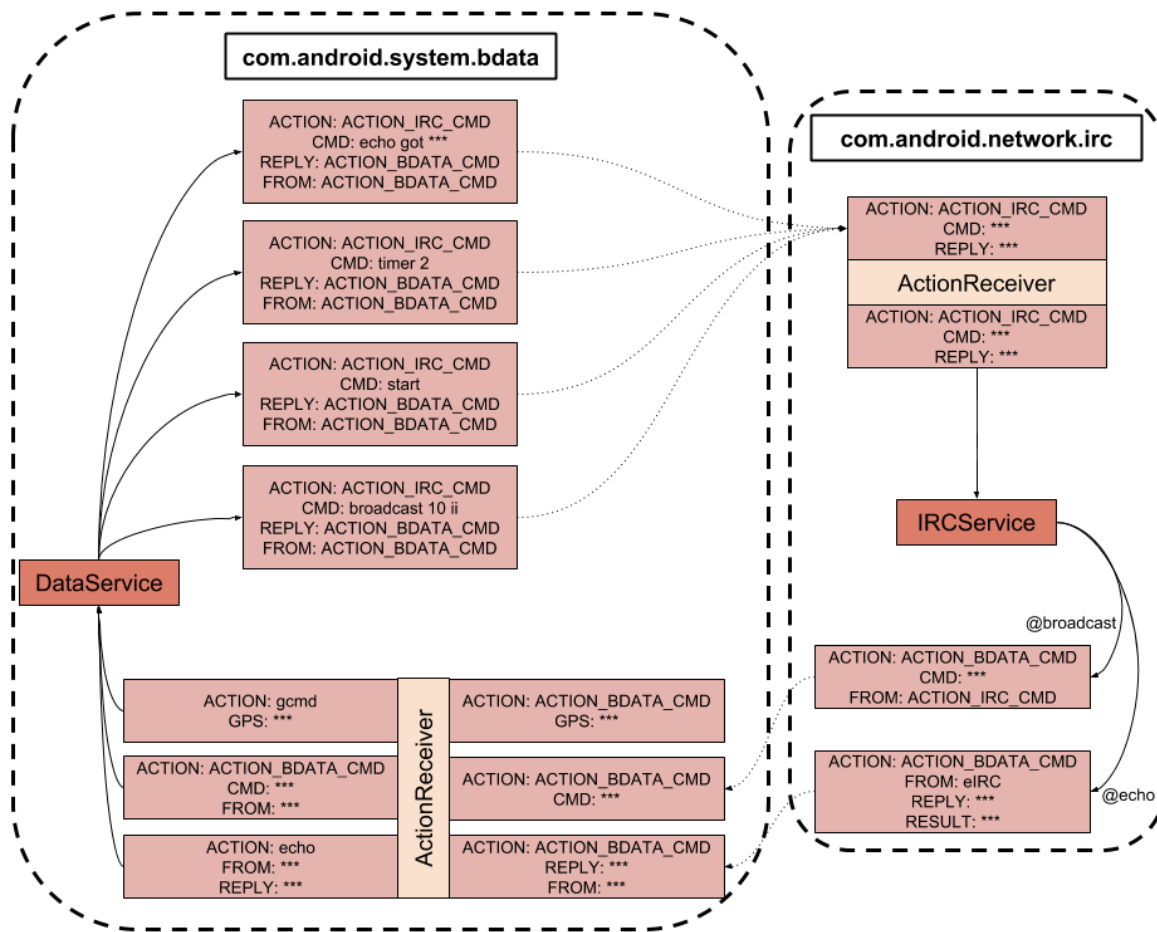 com.android.system.bdata
ACTION: ACTION_IRC_CMD
CMD: echo got ***
REPLY: ACTION_BDATA_CMD
FROM: ACTION_BDATA_CMD
ACTION: ACTION_IRC_CMD
CMD: timer 2
REPLY: ACTION_BDATA_CMD
FROM: ACTION_BDATA_CMD
ACTION: ACTION_IRC_CMD
CMD: start
REPLY: ACTION_BDATA_CMD
FROM: ACTION_BDATA_CMD
ACTION: ACTION_IRC_CMD
CMD: broadcast 10 ii
REPLY: ACTION_BDATA_CMD
FROM: ACTION_BDATA_CMD
DataService
ACTION: gcmd
GPS: ***
ACTION: ACTION_BDATA_CMD
CMD: ***
FROM: ***
ACTION: echo
FROM: ***
REPLY: ***
ActionReceiver
ACTION: ACTION_BDATA_CMD
GPS: ***
ACTION: ACTION_BDATA_CMD
CMD: ***
ACTION: ACTION_BDATA_CMD
REPLY: ***
FROM: ***
com.android.network.irc
ACTION: ACTION_IRC_CMD
CMD: ***
REPLY: ***
ActionReceiver
ACTION: ACTION_IRC_CMD
CMD: ***
REPLY: ***
IRCService
@broadcast
ACTION: ACTION_BDATA_CMD
CMD: ***
FROM: ACTION_IRC_CMD
ACTION: ACTION_BDATA_CMD
FROM: eIRC
REPLY: ***
RESULT: ***
@echo